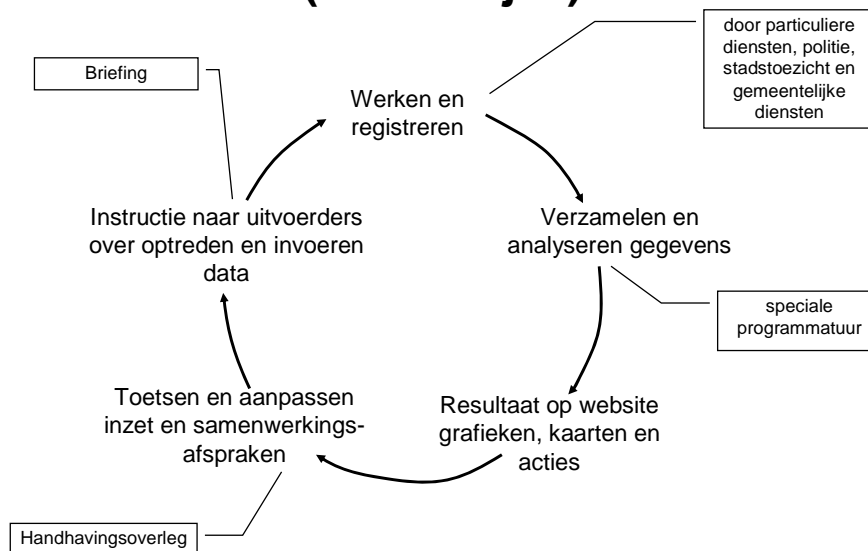 Briefing
door particuliere
diensten, politie,
stadstoezicht en
gemeentelijke
diensten
Werken en
registreren
Instructie naar uitvoerders
over optreden en invoeren
data
Verzamelen en
analyseren gegevens
speciale
programmatuur
Toetsen en aanpassen
inzet en samenwerkings-
afspraken
Resultaat op website
grafieken, kaarten en
acties
Handhavingsoverleg